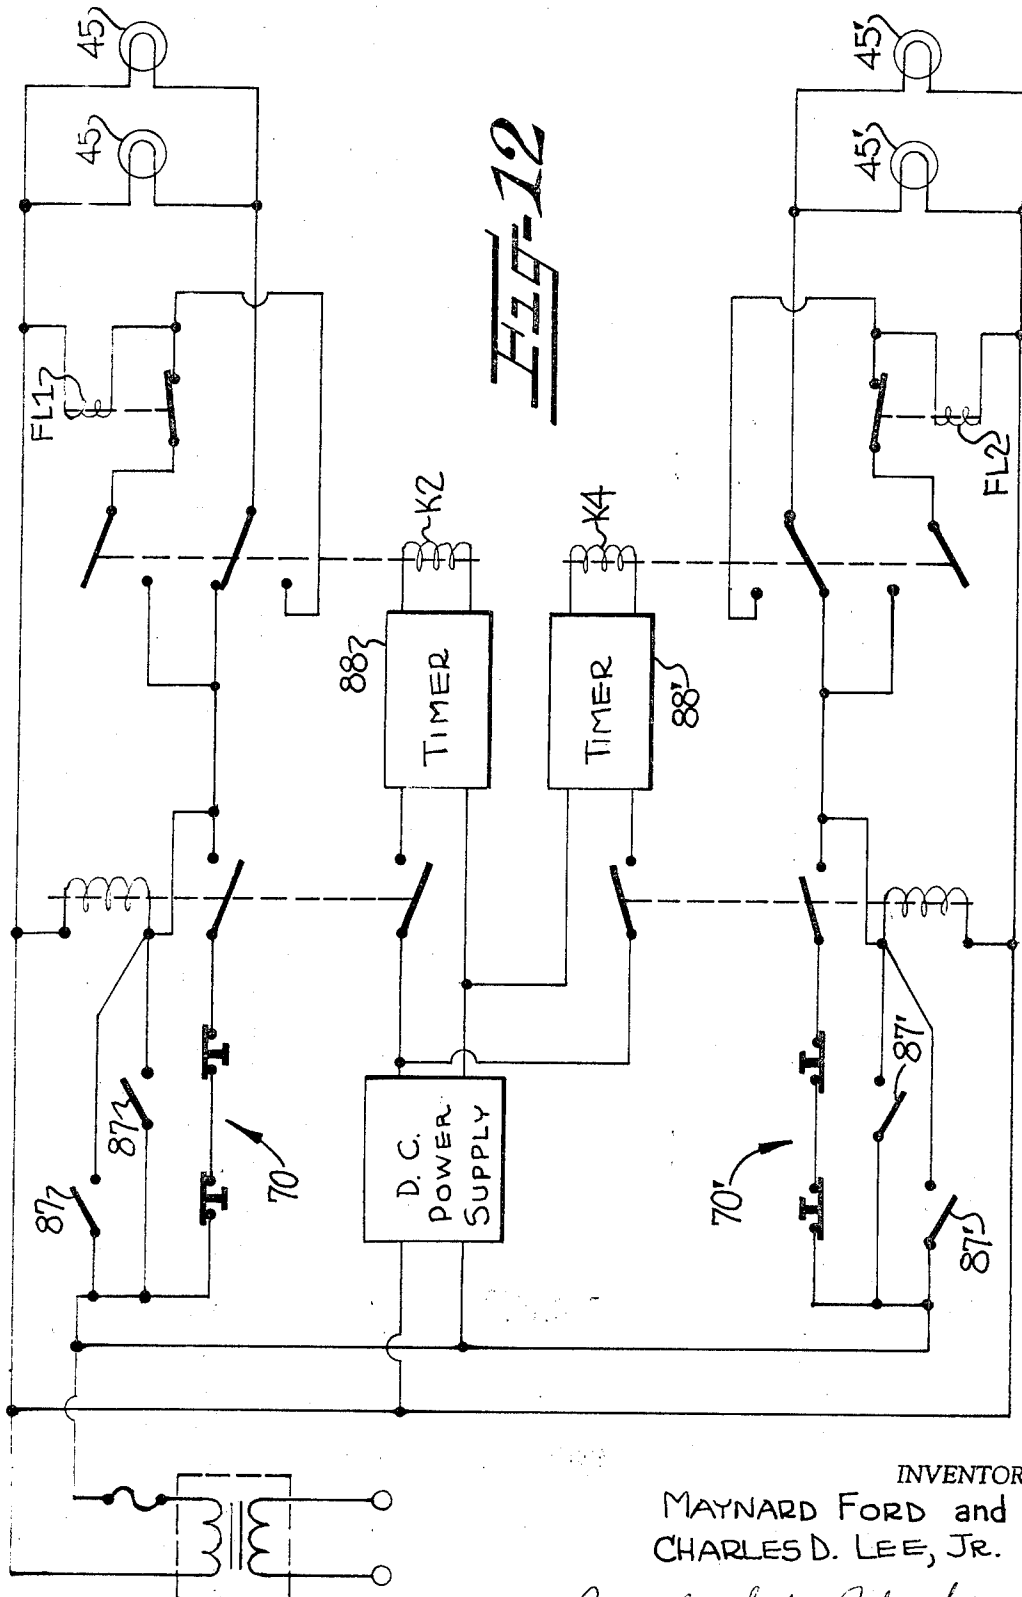 45
45
FL1
K2
88
TIMER
87
87
70
D. C.
POWER
SUPPLY
Fig-12
45'
45'
FL2
K4
88'
TIMER
87'
87'
70'
INVENTOR
MAYNARD FORD and
CHARLES D. LEE, JR.